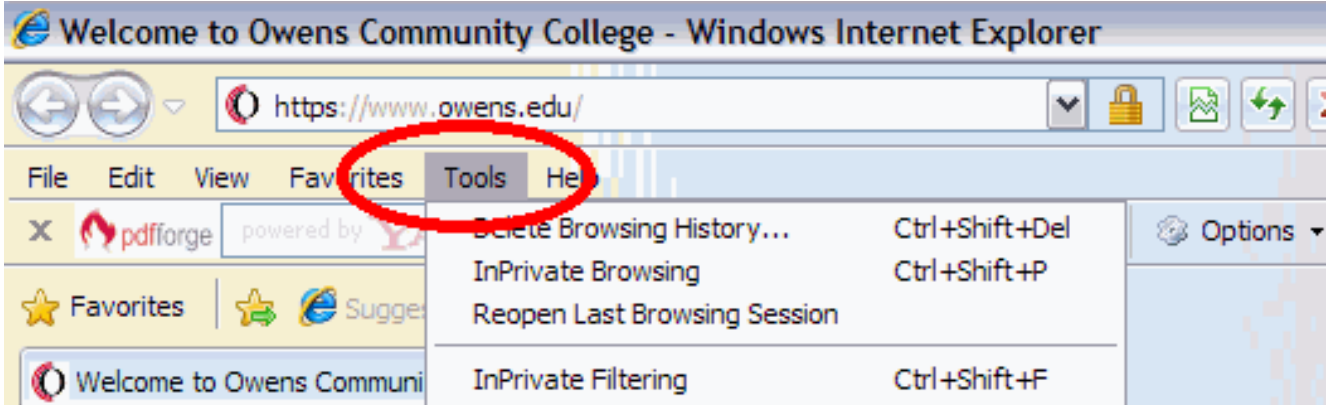 Welcome to Owens Community College - Windows Internet Explorer
https://www.owens.edu/
File Edit View Favorites Tools Help
pdfforge powered by Options
Delete Browsing History... Ctrl+Shift+Del
InPrivate Browsing Ctrl+Shift+P
Favorites
Reopen Last Browsing Session
Welcome to Owens Communi
InPrivate Filtering Ctrl+Shift+F